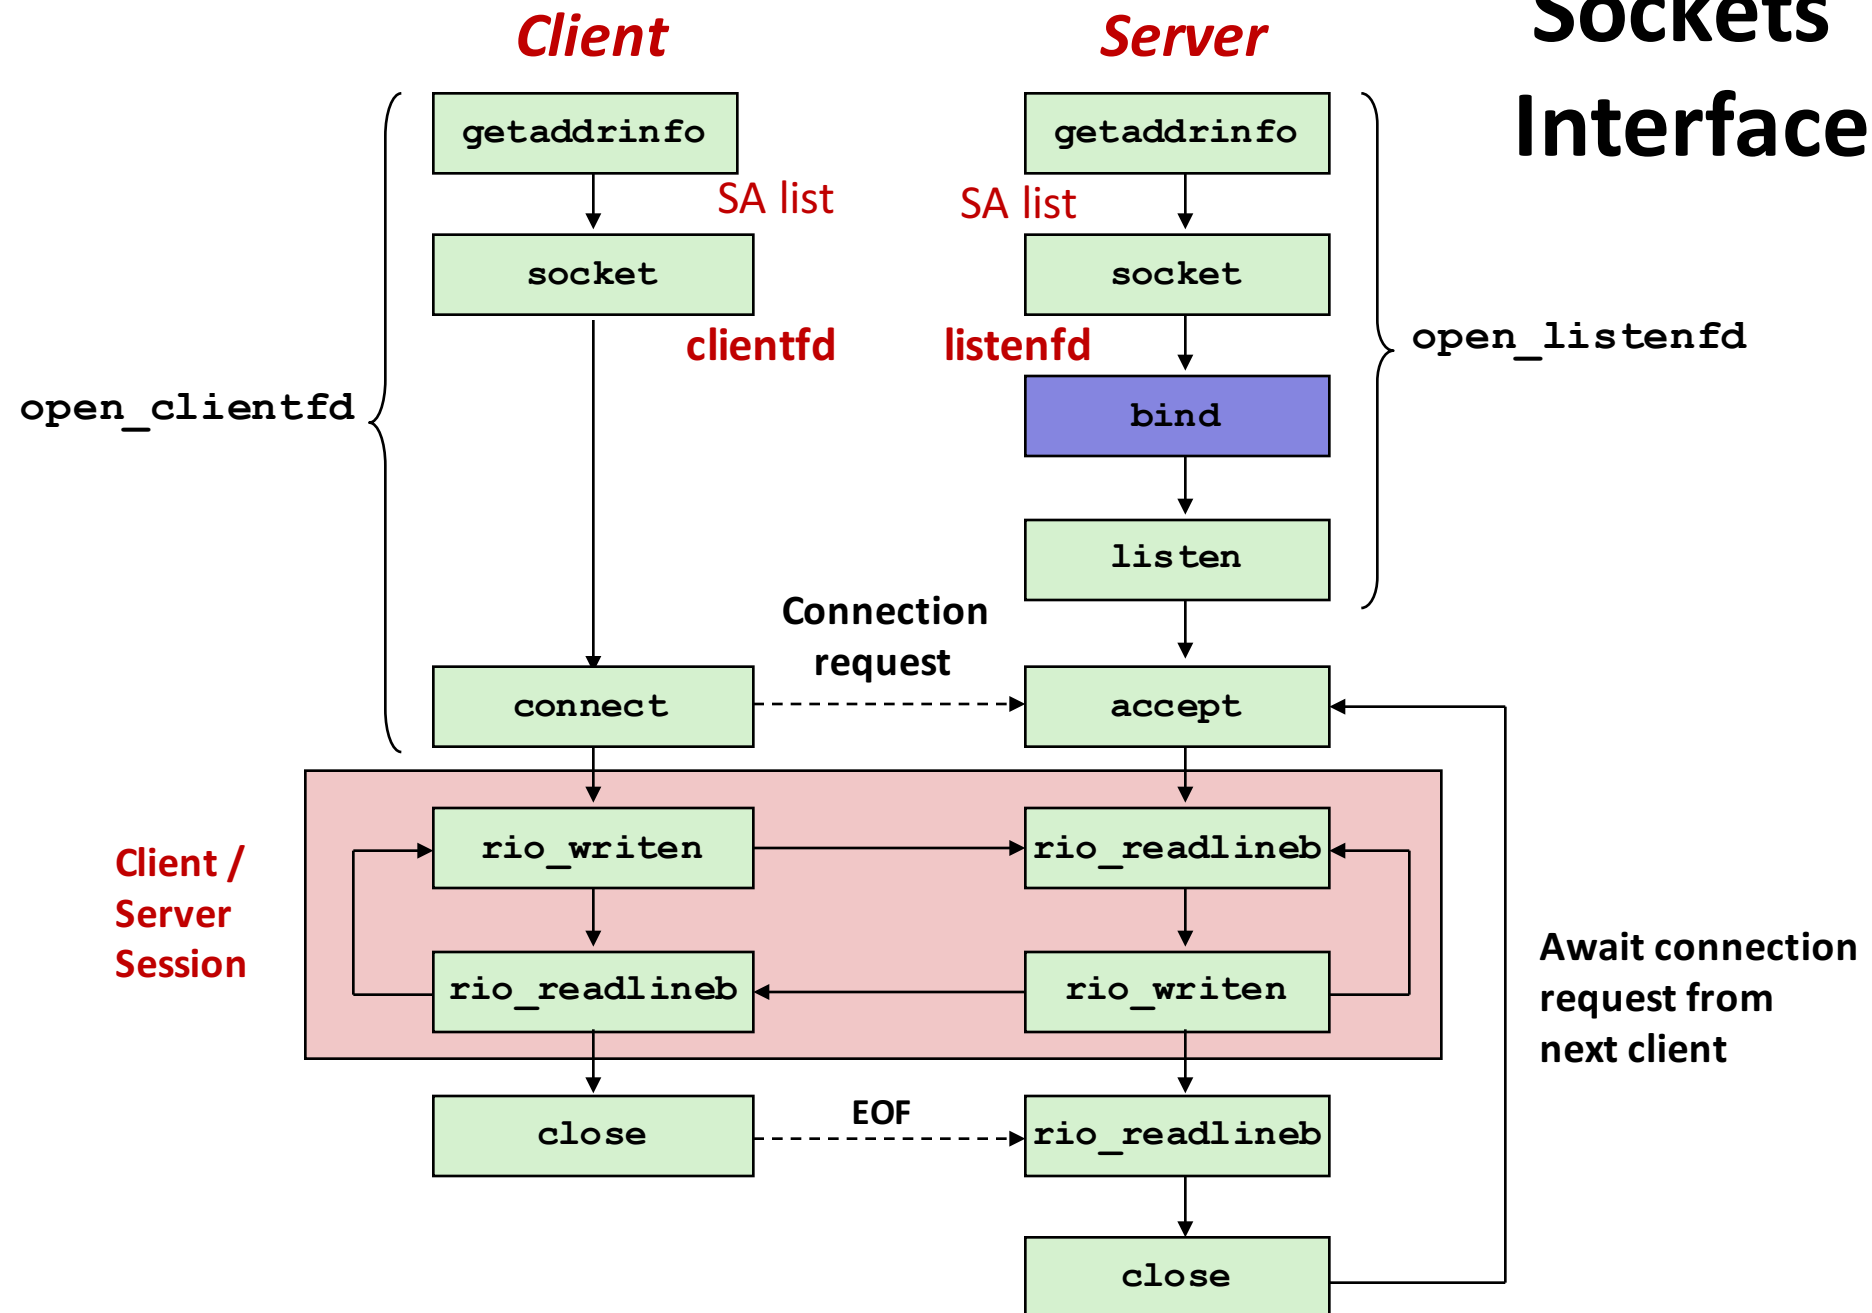 Sockets
Interface
Client
Server
getaddrinfo
getaddrinfo
SA list
SA list
socket
socket
clientfd
listenfd
open_listenfd
open_clientfd
bind
listen
Connection
request
connect
accept
Client /
Server
Session
rio_writen
rio_readlineb
rio_readlineb
rio_writen
Await connection
request from
next client
close
EOF
rio_readlineb
close